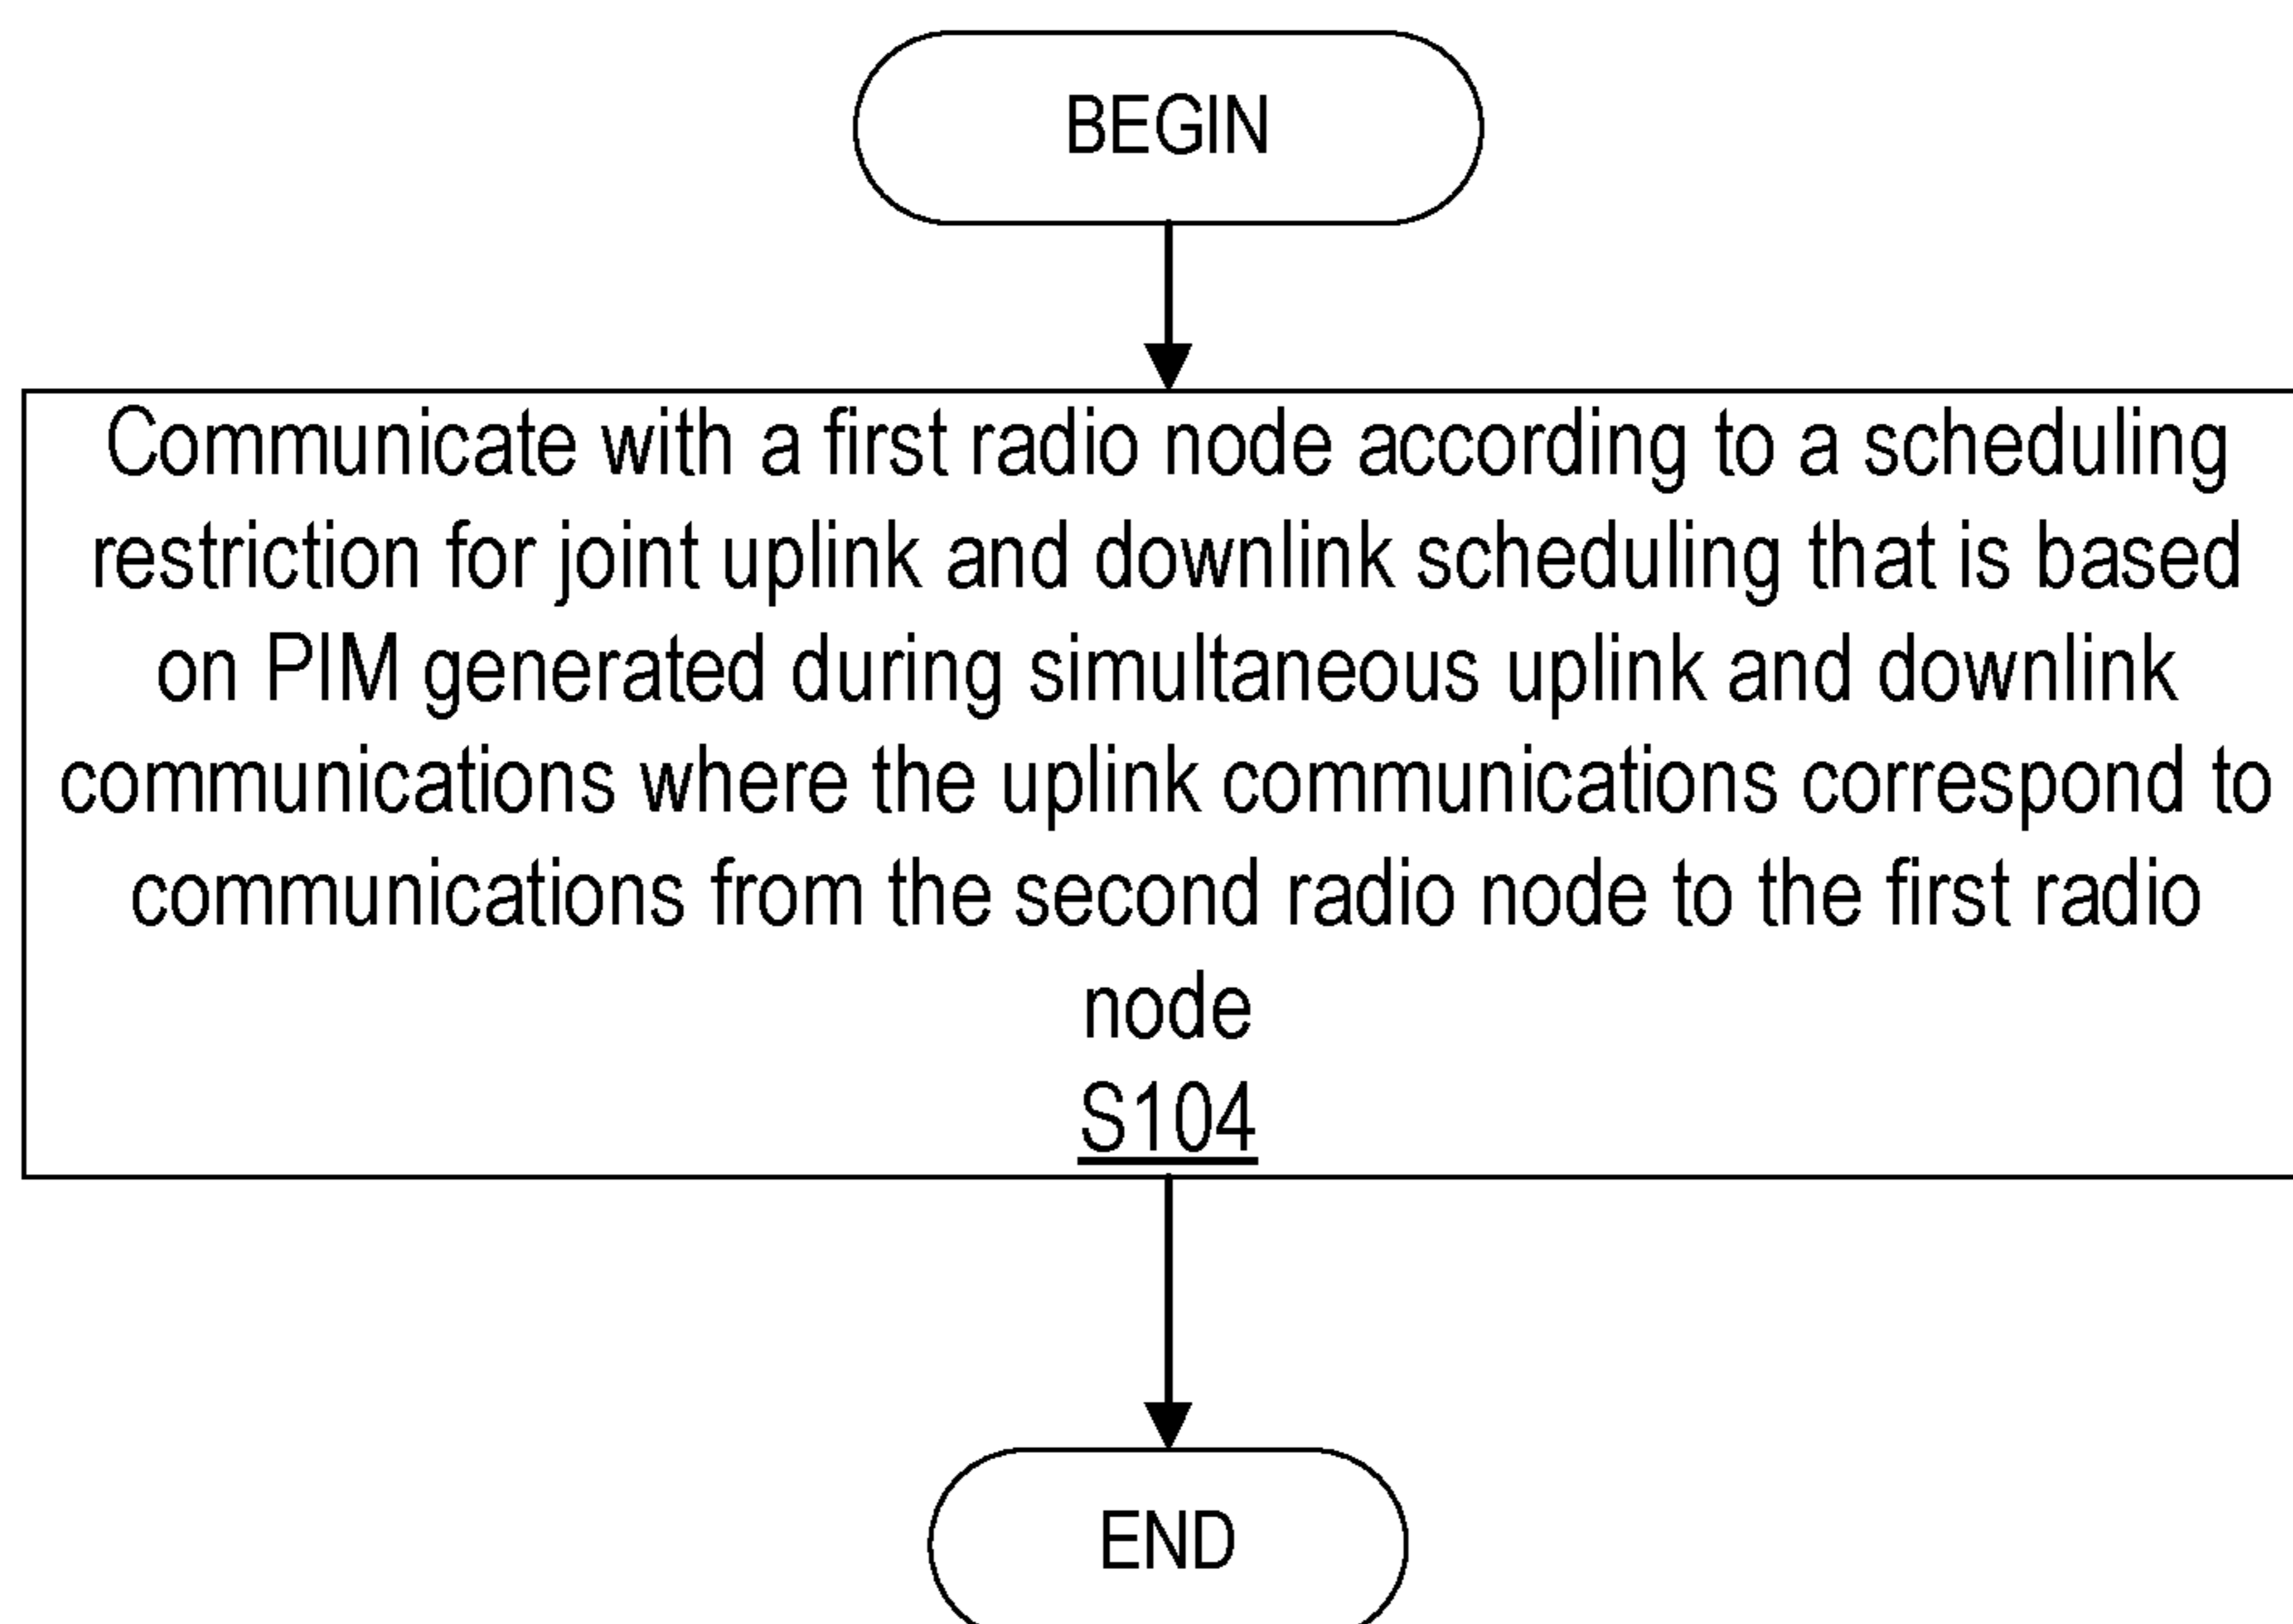 BEGIN
Communicate with a first radio node according to a scheduling
restriction for joint uplink and downlink scheduling that is based
on PIM generated during simultaneous uplink and downlink
communications where the uplink communications correspond to
communications from the second radio node to the first radio
node
S104
END